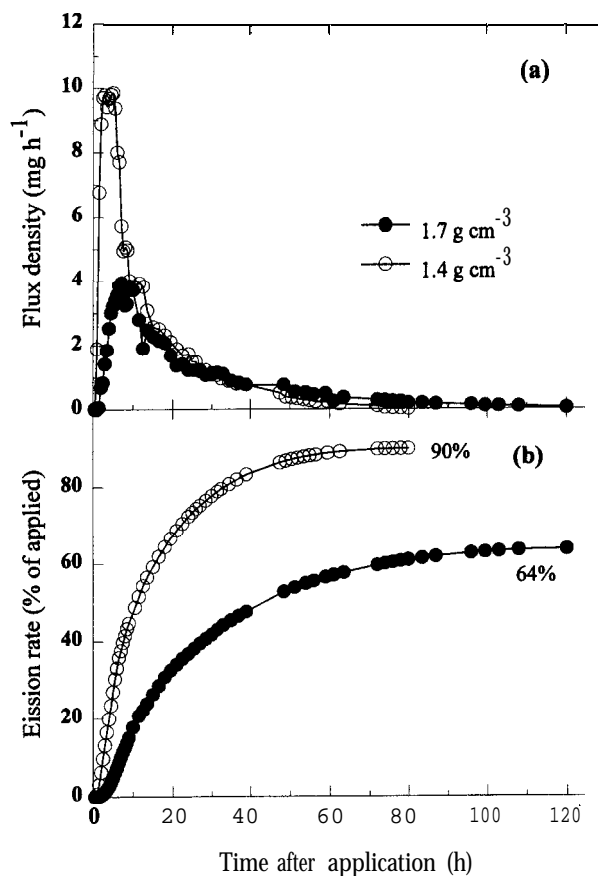 12
(a)
10
8
6
4
2
0
Flux density (mg h⁻¹)
1.7 g cm⁻³
1.4 g cm⁻³
(b)
90%
64%
80
60
40
20
0
Eission rate (% of applied)
0 20 40 60 80 100 120
Time after application (h)